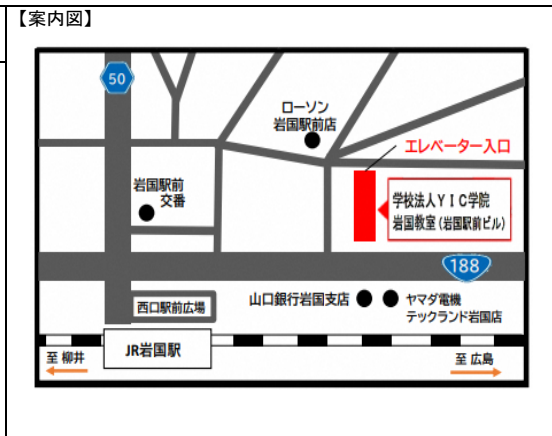 【案内図】
50
ローソン
岩国駅前店
エレベーター入口
岩国駅前
交番
学校法人ＹＩＣ学院
岩国教室(岩国駅前ビル)
188
西口駅前広場
山口銀行岩国支店
ヤマダ電機
テックランド岩国店
JR岩国駅
至 柳井
至 広島